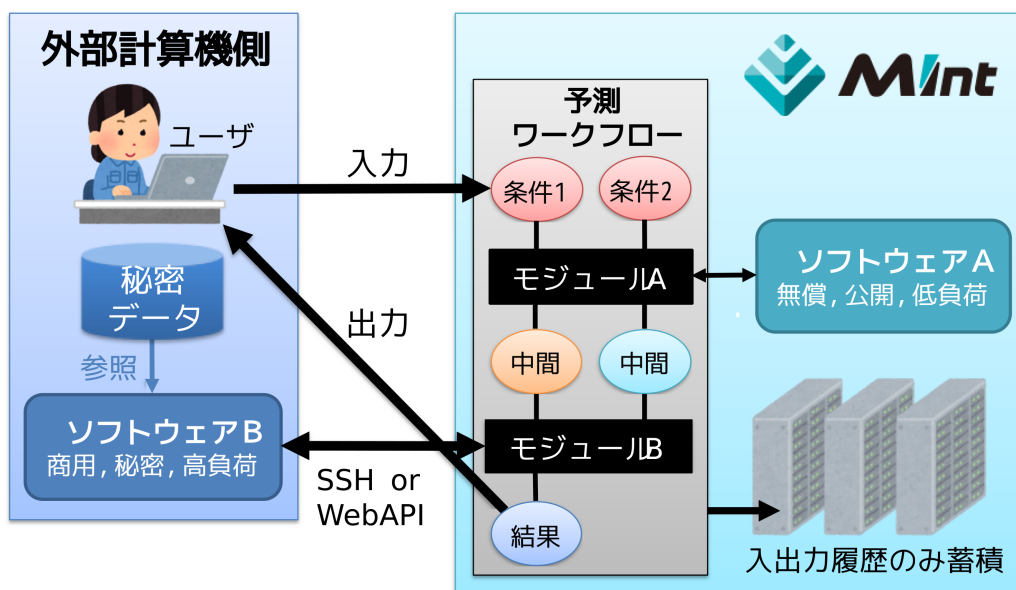 外部計算機側
ユーザ
秘密
データ
参照
ソフトウェアB
商用,秘密,高負荷
入力
出力
SSH or
WebAPI
予測
ワークフロー
条件1
条件2
モジュールA
中間
中間
モジュールB
結果
MInt
ソフトウェアA
無償,公開,低負荷
入出力履歴のみ蓄積